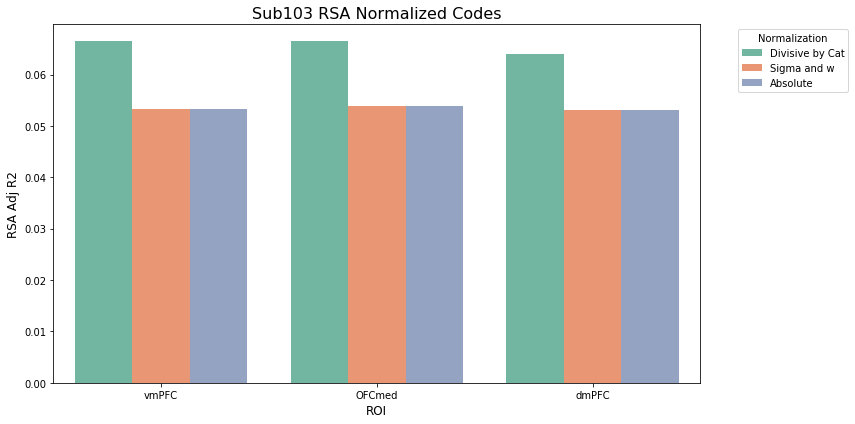 Sub103 RSA Normalized Codes
Normalization
Divisive by Cat
Sigma and w
Absolute
RSA Adj R2
0.06
0.05
0.04
0.03
0.02
0.01
0.00
vmPFC OFCmed dmPFC
ROI